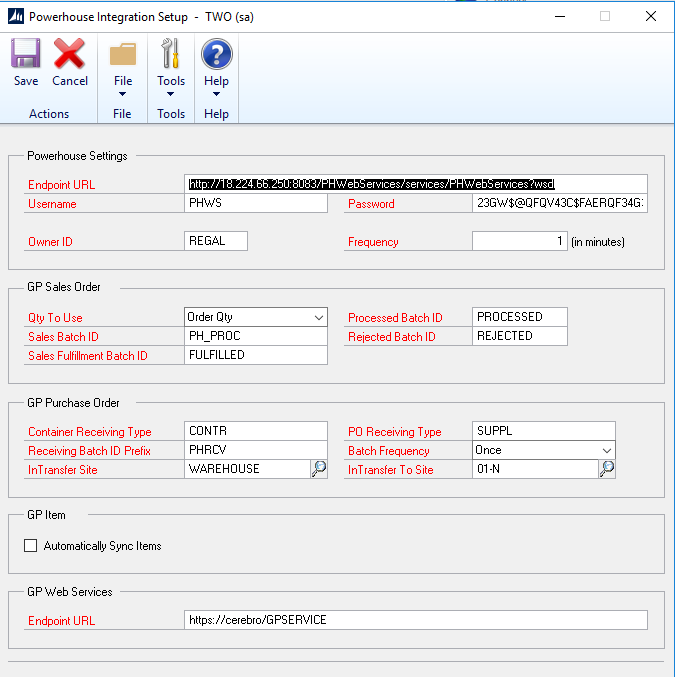 Powerhouse Integration Setup - TWO (sa)
Save Cancel File Tools Help
Actions File Tools Help
Powerhouse Settings
Endpoint URL http://18.224.66.250:8083/PHWebServices/services/PHWebServices?wsdl
Username PHWS Password 23GW$@QFQV43C$FAERQF34G
Owner ID REGAL Frequency 1 (in minutes)
GP Sales Order
Qty To Use Order Qty Processed Batch ID PROCESSED
Sales Batch ID PH_PROC Rejected Batch ID REJECTED
Sales Fulfillment Batch ID FULFILLED
GP Purchase Order
Container Receiving Type CONTR PO Receiving Type SUPPL
Receiving Batch ID Prefix PHRCV Batch Frequency Once
InTransfer Site WAREHOUSE InTransfer To Site 01-N
GP Item
Automatically Sync Items
GP Web Services
Endpoint URL https://cerebro/GPSERVICE